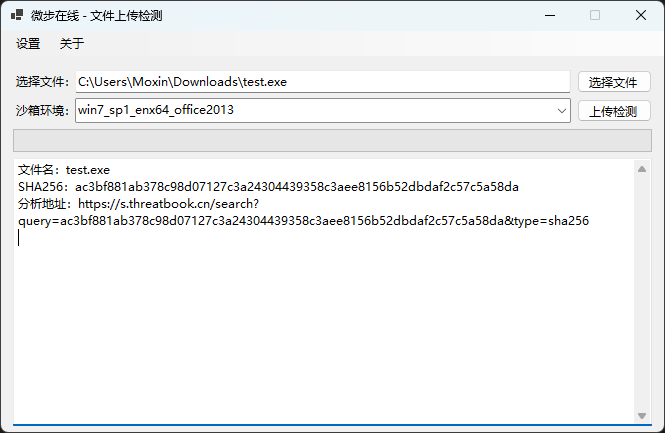 微步在线 - 文件上传检测
设置 关于
选择文件: C:\Users\Moxin\Downloads\test.exe 选择文件
沙箱环境: win7_sp1_enx64_office2013 上传检测
文件名: test.exe
SHA256: ac3bf881ab378c98d07127c3a24304439358c3aee8156b52dbdaf2c57c5a58da
分析地址: https://s.threatbook.cn/search?
query=ac3bf881ab378c98d07127c3a24304439358c3aee8156b52dbdaf2c57c5a58da&type=sha256